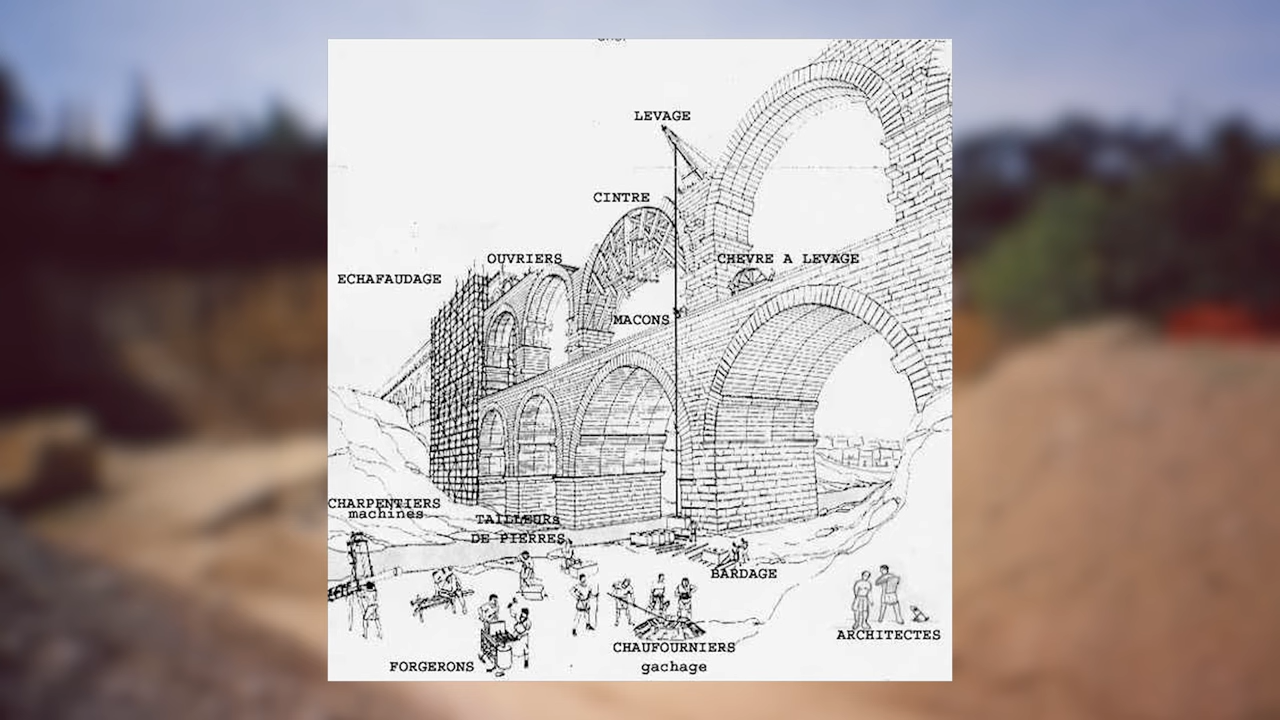 LEVAGE
CINTRE
OUVRIERS
CHEVRE A LEVAGE
ECHAFAUDAGE
MACONS
CHARPENTIERS
machines
TAILLEURS
DE PIERRES
BARDAGE
ARCHITECTES
CHAUFOURNIERS
gachage
FORGERONS